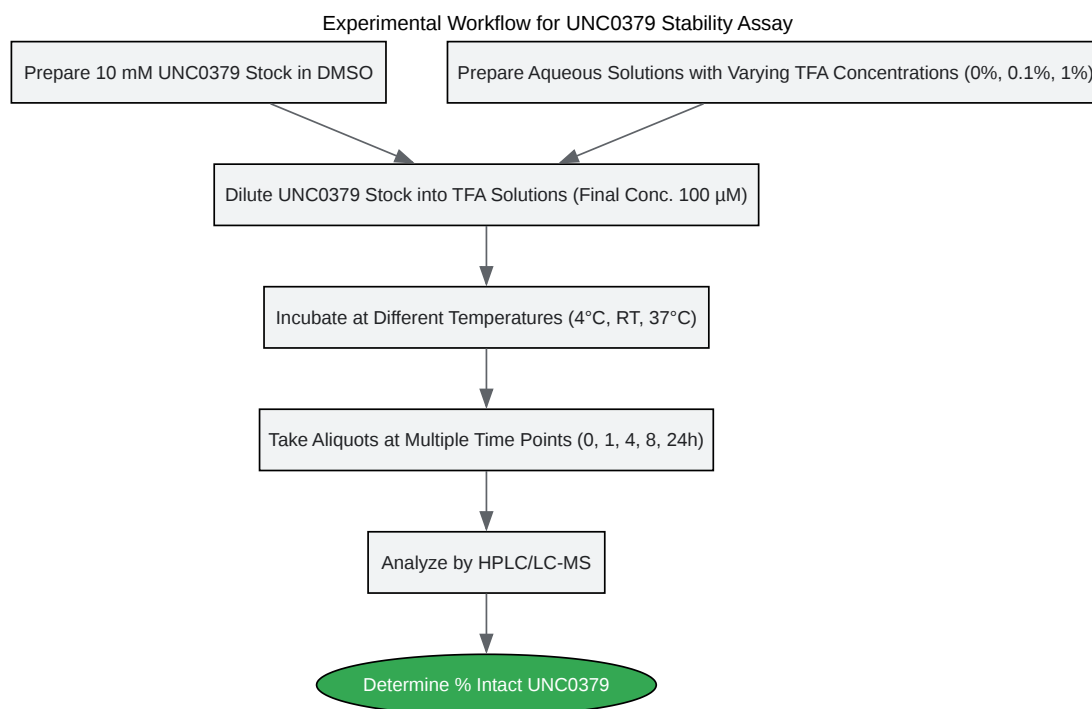 Experimental Workflow for UNC0379 Stability Assay
Prepare 10 mM UNC0379 Stock in DMSO
Prepare Aqueous Solutions with Varying TFA Concentrations (0%, 0.1%, 1%)
Dilute UNC0379 Stock into TFA Solutions (Final Conc. 100 µM)
Incubate at Different Temperatures (4°C, RT, 37°C)
Take Aliquots at Multiple Time Points (0, 1, 4, 8, 24h)
Analyze by HPLC/LC-MS
Determine % Intact UNC0379